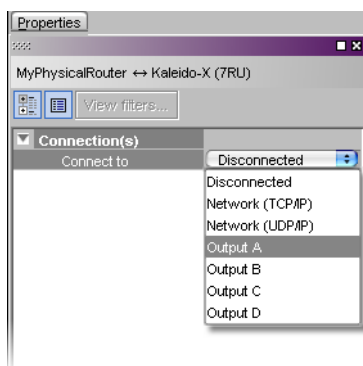 Properties
MyPhysicalRouter ↔ Kaleido-X (7RU)
View filters...
Connection(s)
Connect to Disconnected
Disconnected
Network (TCP/IP)
Network (UDP/IP)
Output A
Output B
Output C
Output D